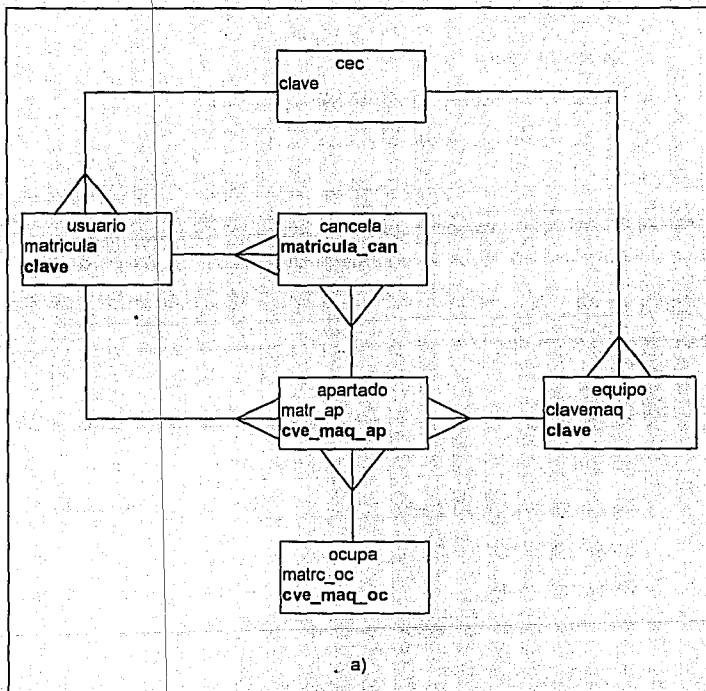 cec
clave
usuario
matricula
clave
cancela
matricula_can
apartado
matr_ap
cve_maq_ap
equipo
clavemaq
clave
ocupa
matrc_oc
cve_maq_oc
a)